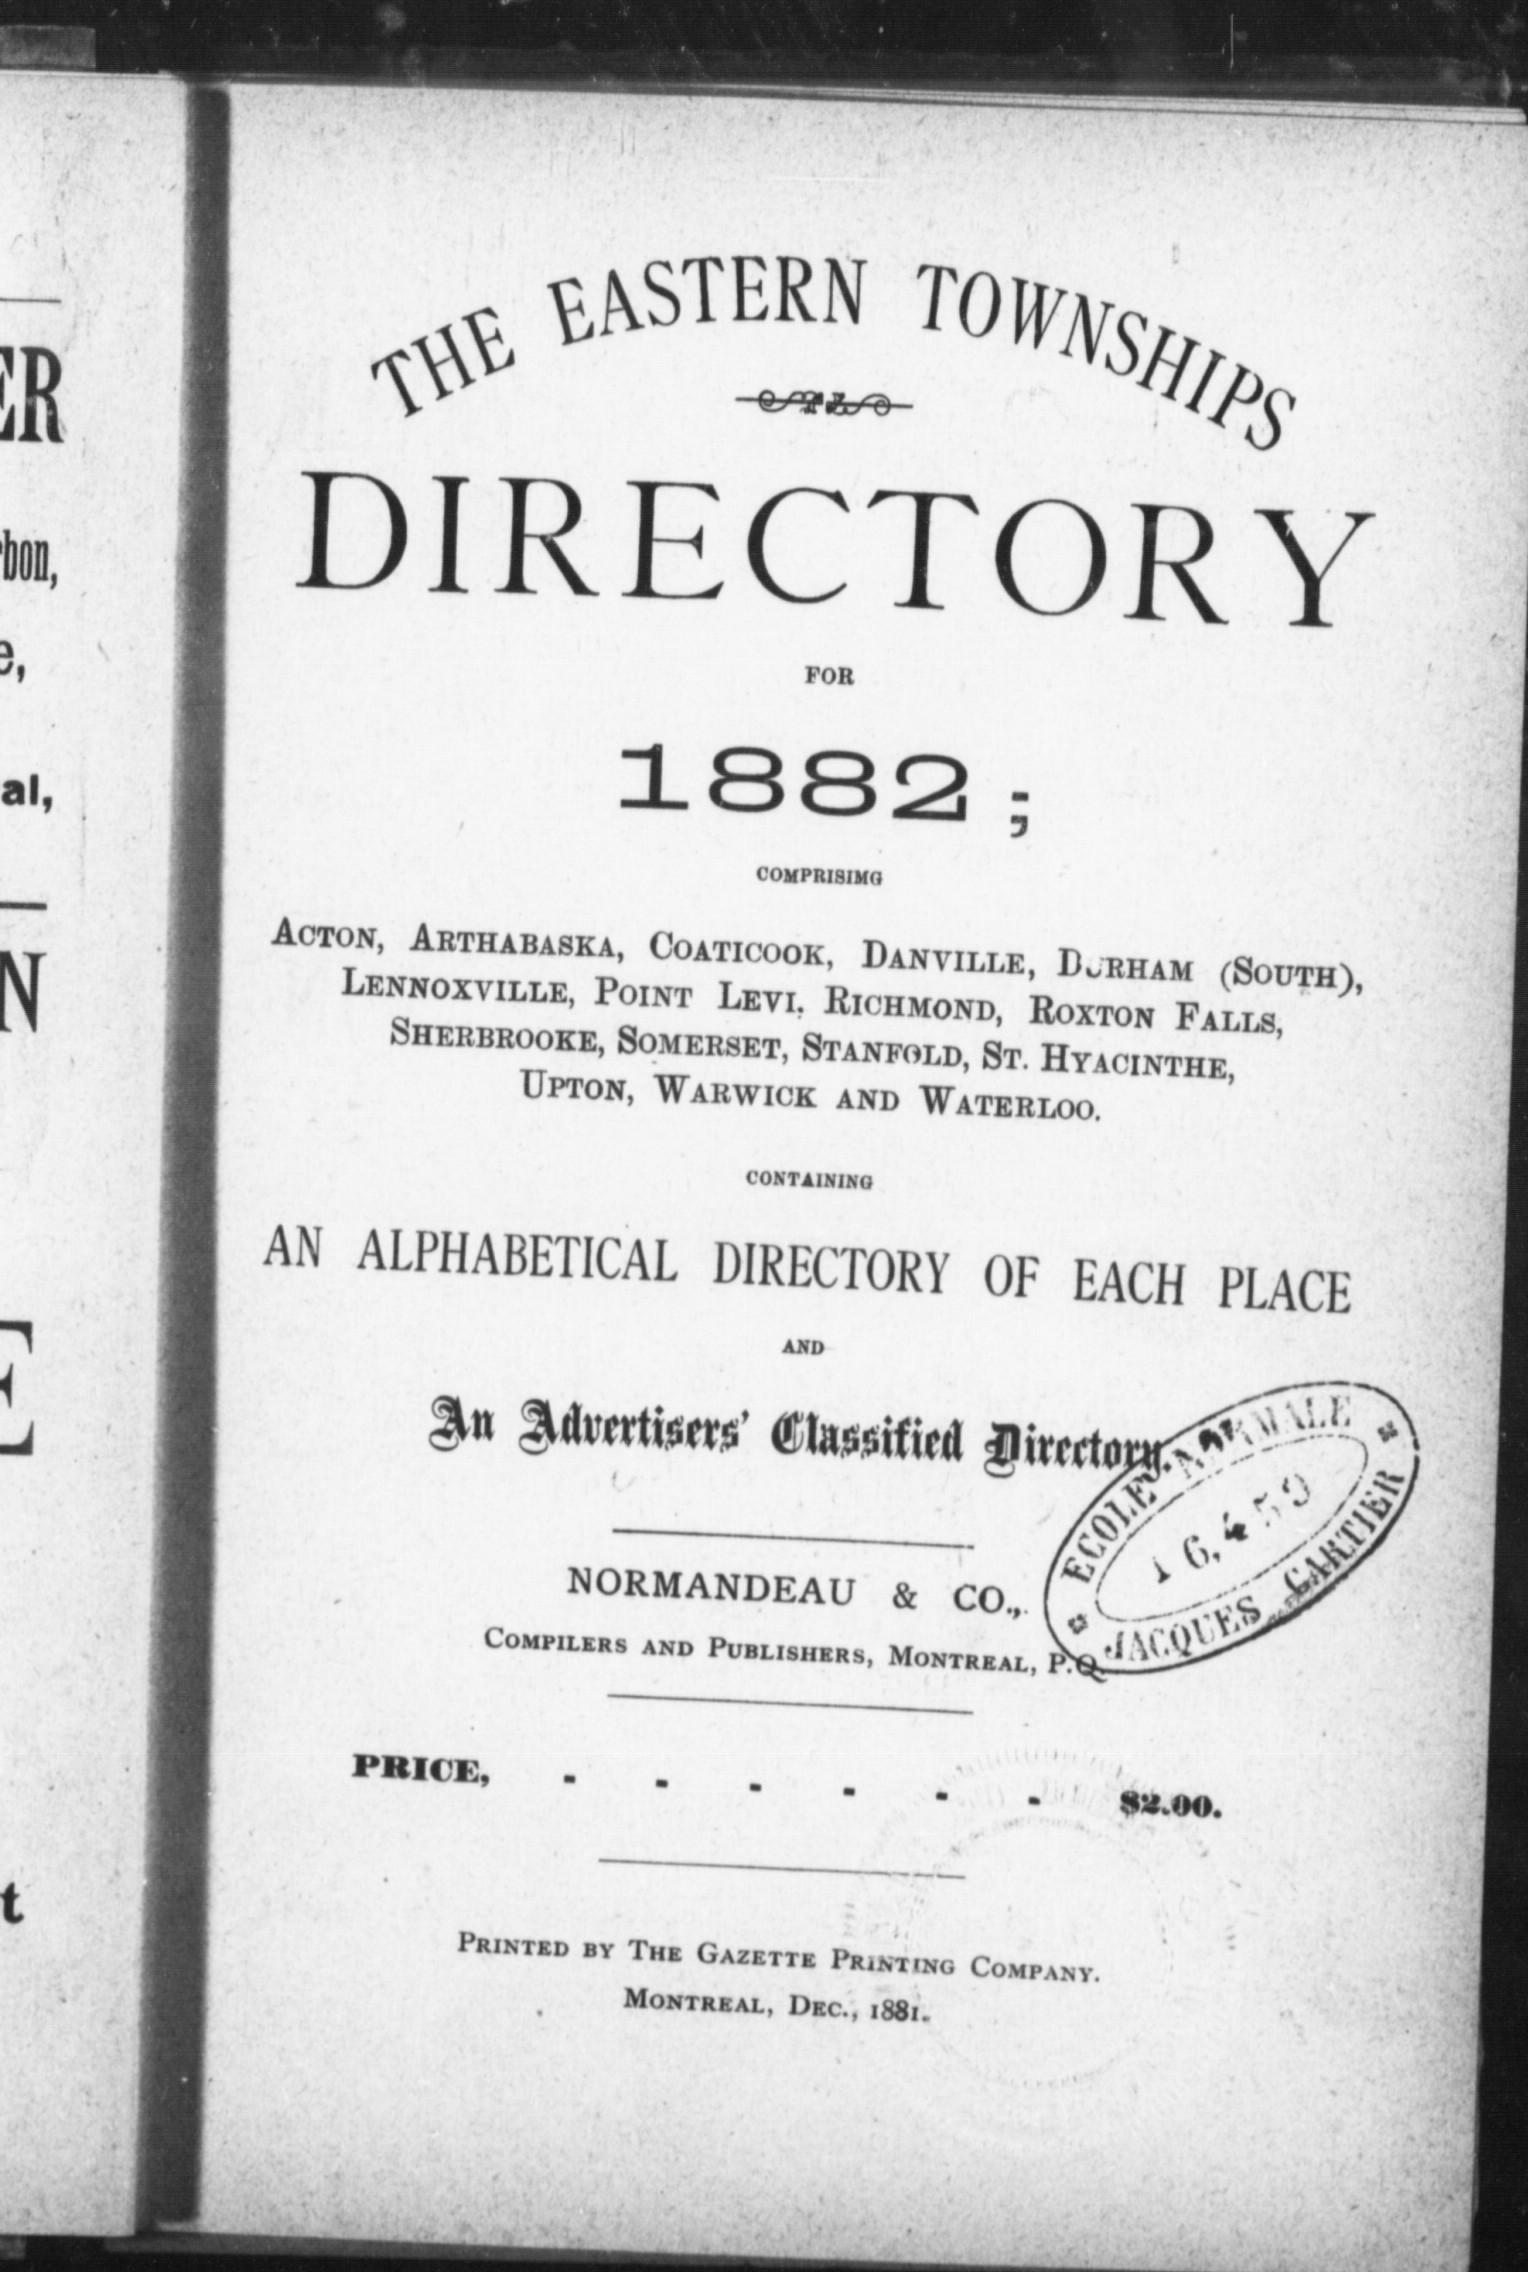 THE EASTERN TOWNSHIPS
DIRECTORY
FOR
1882;
COMPRISIMG
ACTON, ARTHABASKA, COATICOOK, DANVILLE, DURHAM (SOUTH),
LENNOXVILLE, POINT LEVI, RICHMOND, ROXTON FALLS,
SHERBROOKE, SOMERSET, STANFOLD, ST. HYACINTHE,
UPTON, WARWICK AND WATERLOO.
CONTAINING
AN ALPHABETICAL DIRECTORY OF EACH PLACE
AND
An Advertisers' Classified Directory
ECOLE NORMALE
16,459
JACQUES CARTIER
NORMANDEAU & CO.,
COMPILERS AND PUBLISHERS, MONTREAL, P.Q.
PRICE, - - - - - - $2.00.
PRINTED BY THE GAZETTE PRINTING COMPANY.
MONTREAL, DEC., 1881.